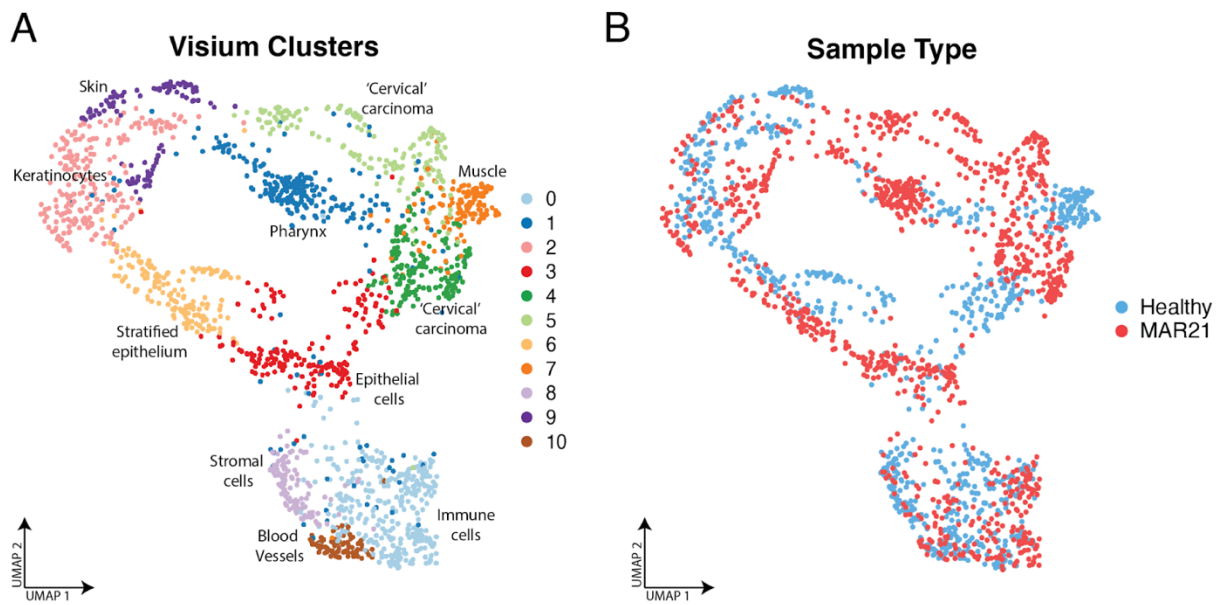 A
Visium Clusters
Skin
‘Cervical’
carcinoma
Keratinocytes
Muscle
Pharynx
Stratified
epithelium
‘Cervical’
carcinoma
Epithelial
cells
Stromal
cells
Blood
Vessels
Immune
cells
0
1
2
3
4
5
6
7
8
9
10
UMAP 2
UMAP 1
B
Sample Type
Healthy
MAR21
UMAP 2
UMAP 1